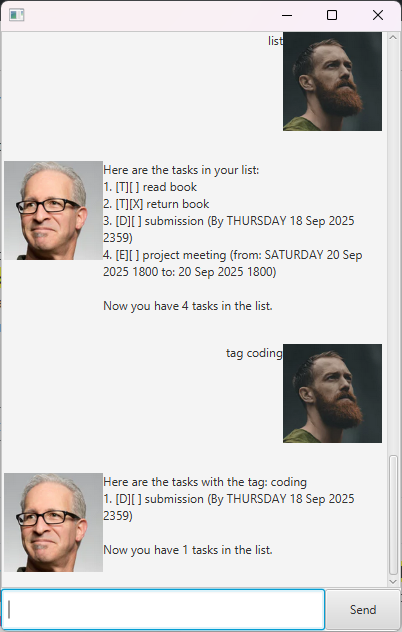 list
Here are the tasks in your list:
1. [T][ ] read book
2. [T][X] return book
3. [D][ ] submission (By THURSDAY 18 Sep 2025
2359)
4. [E][ ] project meeting (from: SATURDAY 20 Sep
2025 1800 to: 20 Sep 2025 1800)
Now you have 4 tasks in the list.
tag coding
Here are the tasks with the tag: coding
1. [D][ ] submission (By THURSDAY 18 Sep 2025
2359)
Now you have 1 tasks in the list.
Send